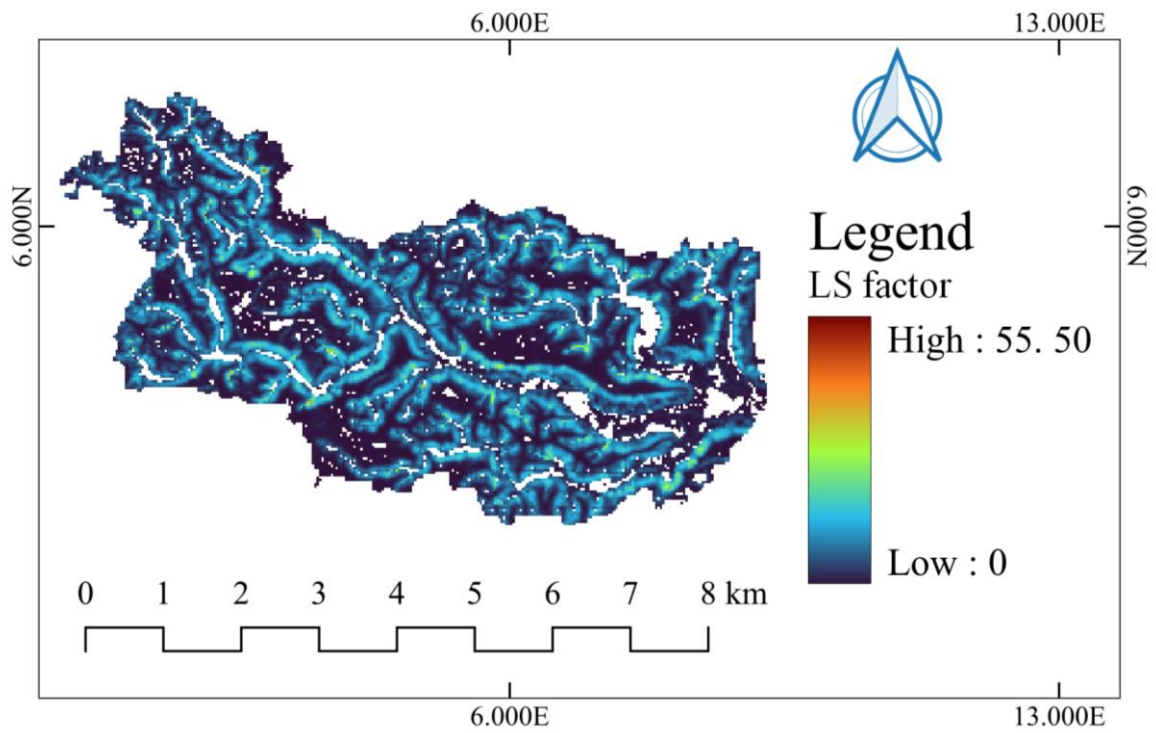 6.000E 13.000E
6.000N 6.000N
Legend
LS factor
High : 55. 50
Low : 0
0 1 2 3 4 5 6 7 8 km
6.000E 13.000E